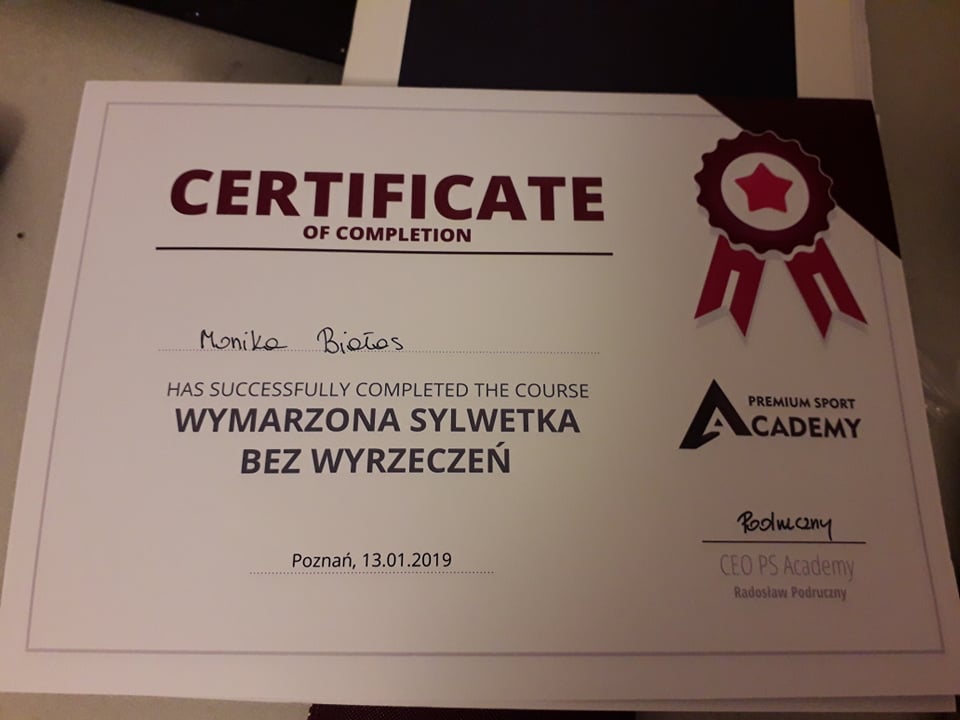 CERTIFICATE
OF COMPLETION
Monika Białas
HAS SUCCESSFULLY COMPLETED THE COURSE
WYMARZONA SYLWETKA
BEZ WYRZECZEŃ
Poznań, 13.01.2019
PREMIUM SPORT
ACADEMY
Podruczny
CEO PS Academy
Radosław Podruczny